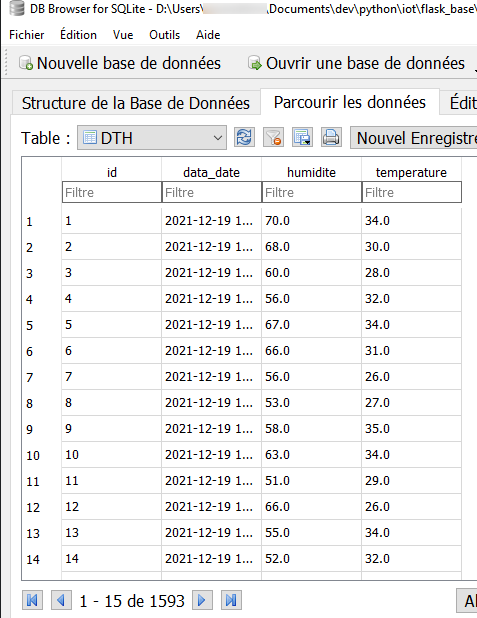 DB Browser for SQLite - D:\Users\ \Documents\dev\python\iot\flask_base\
Fichier Édition Vue Outils Aide
Nouvelle base de données Ouvrir une base de données
Structure de la Base de Données Parcourir les données Édit
Table : DTH Nouvel Enregistre
id data_date humidite temperature
Filtre Filtre Filtre Filtre
1 1 2021-12-19 1... 70.0 34.0
2 2 2021-12-19 1... 68.0 30.0
3 3 2021-12-19 1... 60.0 28.0
4 4 2021-12-19 1... 56.0 32.0
5 5 2021-12-19 1... 67.0 34.0
6 6 2021-12-19 1... 66.0 31.0
7 7 2021-12-19 1... 56.0 26.0
8 8 2021-12-19 1... 53.0 27.0
9 9 2021-12-19 1... 58.0 35.0
10 10 2021-12-19 1... 63.0 34.0
11 11 2021-12-19 1... 51.0 29.0
12 12 2021-12-19 1... 66.0 26.0
13 13 2021-12-19 1... 55.0 34.0
14 14 2021-12-19 1... 52.0 32.0
1 - 15 de 1593 Al